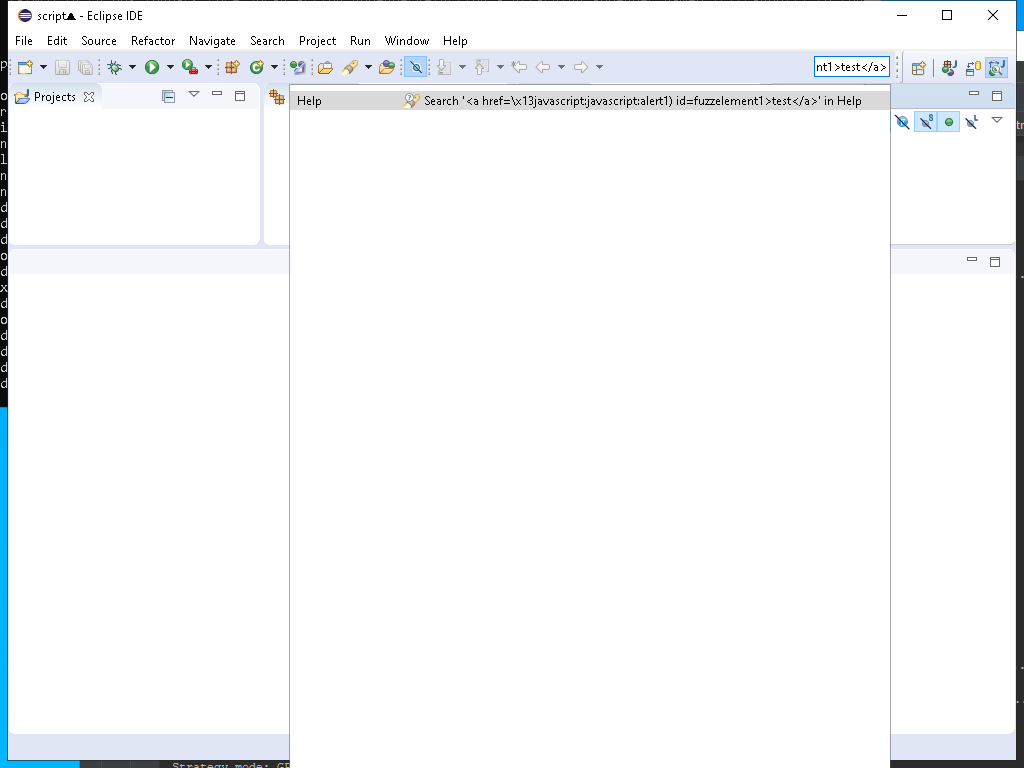 script▲ - Eclipse IDE
File Edit Source Refactor Navigate Search Project Run Window Help
nt1>test</a>
Projects
Help Search '<a href=\x13javascript:javascript:alert1) id=fuzzelement1>test</a>' in Help
o
r
i
n
l
n
n
d
d
d
o
d
x
d
o
d
d
d
d
Strategy mode: